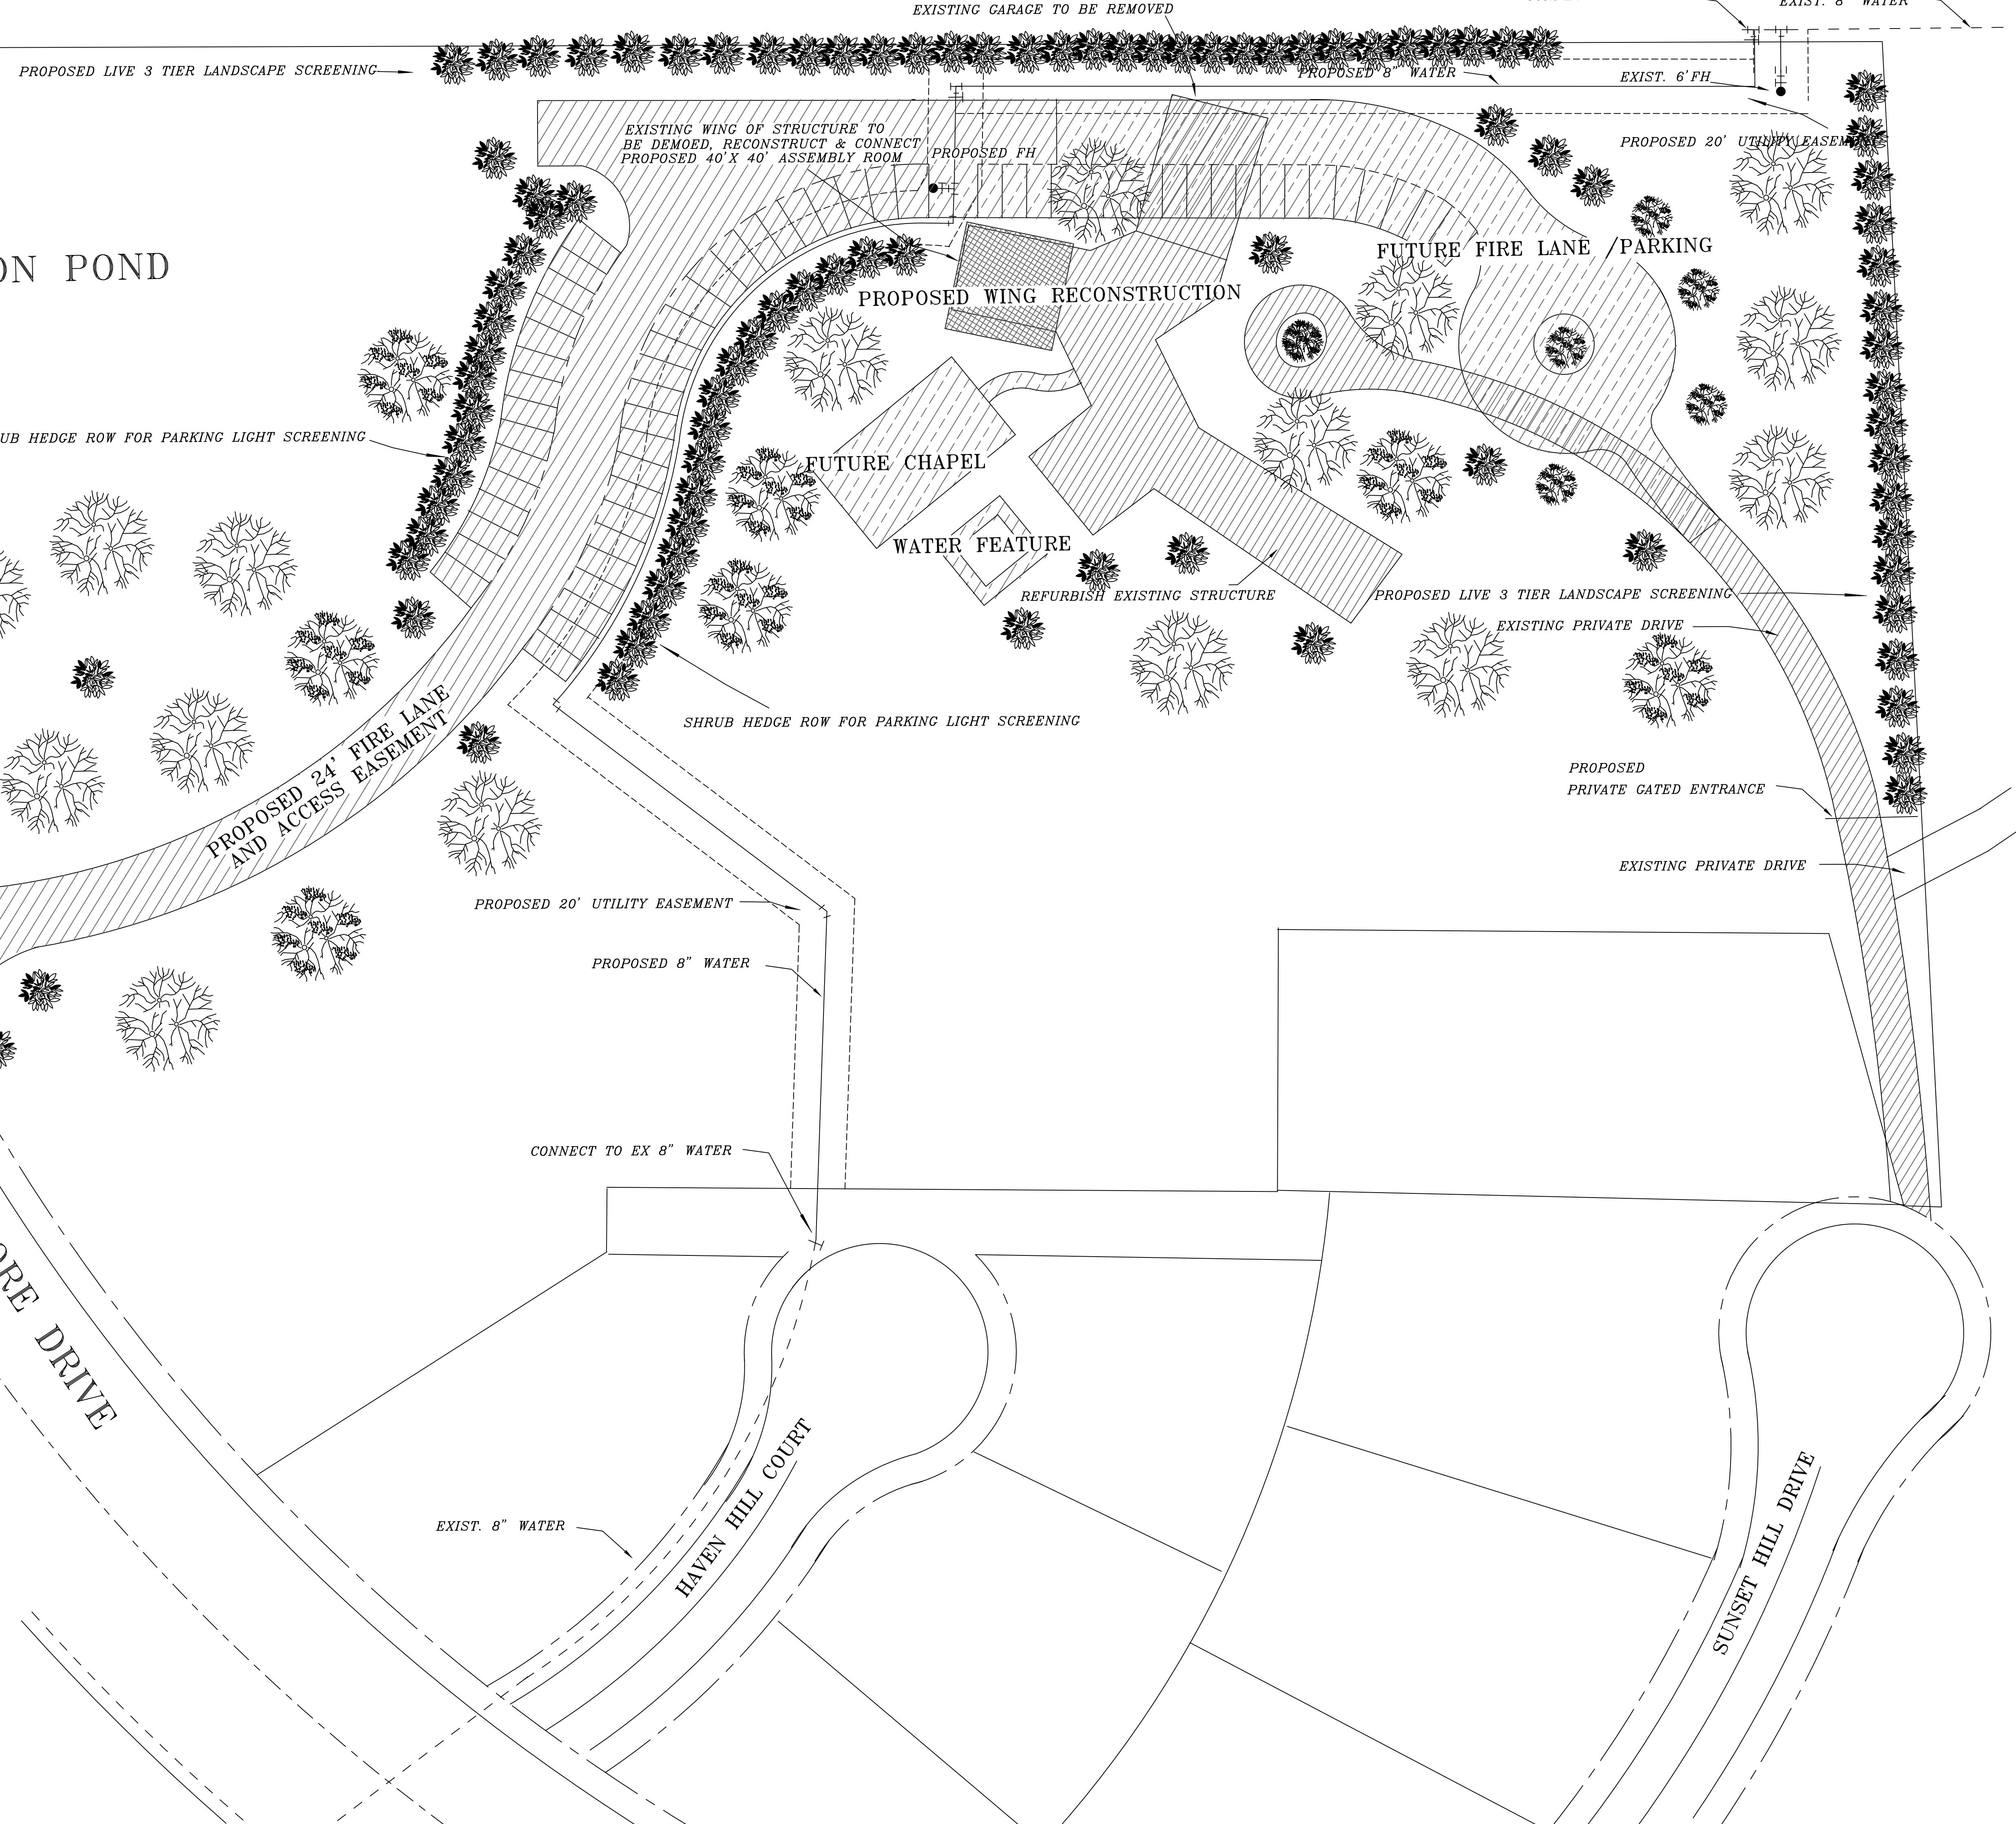 EXISTING GARAGE TO BE REMOVED
EXIST. 8" WATER
PROPOSED LIVE 3 TIER LANDSCAPE SCREENING
PROPOSED 8" WATER
EXIST. 6'FH
EXISTING WING OF STRUCTURE TO
BE DEMOED, RECONSTRUCT & CONNECT
PROPOSED 40'X 40' ASSEMBLY ROOM
PROPOSED FH
PROPOSED 20' UTILITY EASEMENT
ON POND
FUTURE FIRE LANE /PARKING
PROPOSED WING RECONSTRUCTION
UB HEDGE ROW FOR PARKING LIGHT SCREENING
FUTURE CHAPEL
WATER FEATURE
REFURBISH EXISTING STRUCTURE
PROPOSED LIVE 3 TIER LANDSCAPE SCREENING
EXISTING PRIVATE DRIVE
SHRUB HEDGE ROW FOR PARKING LIGHT SCREENING
PROPOSED 24' FIRE LANE
AND ACCESS EASEMENT
PROPOSED
PRIVATE GATED ENTRANCE
EXISTING PRIVATE DRIVE
PROPOSED 20' UTILITY EASEMENT
PROPOSED 8" WATER
CONNECT TO EX 8" WATER
ORE DRIVE
HAVEN HILL COURT
SUNSET HILL DRIVE
EXIST. 8" WATER